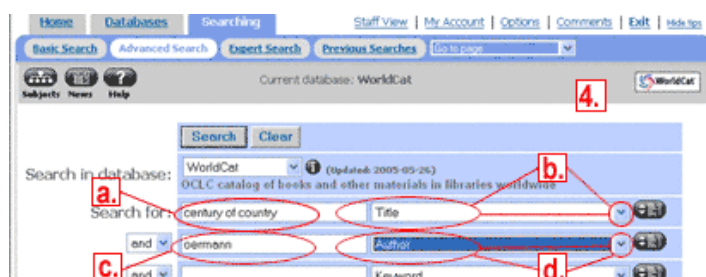 Home Databases Searching Staff View | My Account | Options | Comments | Exit | Hide tips
Basic Search Advanced Search Expert Search Previous Searches Go to page
Subjects News Help Current database: WorldCat 4. WorldCat
Search Clear
Search in database: WorldCat (Updated: 2005-05-26)
OCLC catalog of books and other materials in libraries worldwide
a. b.
Search for: century of country Title
and oermann Author
c. d.
and Keyword